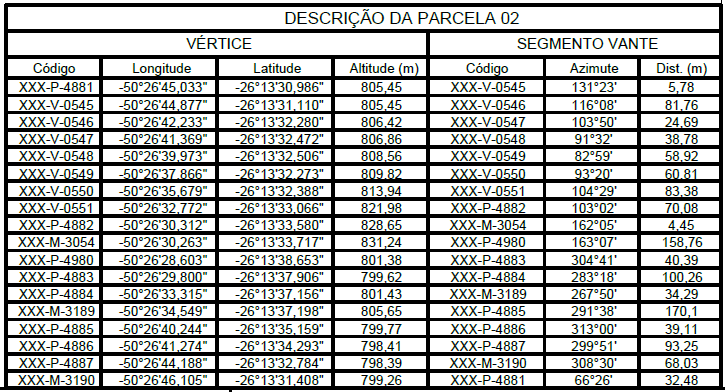 DESCRIÇÃO DA PARCELA 02
VÉRTICE SEGMENTO VANTE
Código Longitude Latitude Altitude (m) Código Azimute Dist. (m)
XXX-P-4881 -50°26'45,033" -26°13'30,986" 805,45 XXX-V-0545 131°23' 5,78
XXX-V-0545 -50°26'44,877" -26°13'31,110" 805,45 XXX-V-0546 116°08' 81,76
XXX-V-0546 -50°26'42,233" -26°13'32,280" 806,42 XXX-V-0547 103°50' 24,69
XXX-V-0547 -50°26'41,369" -26°13'32,472" 806,86 XXX-V-0548 91°32' 38,78
XXX-V-0548 -50°26'39,973" -26°13'32,506" 808,56 XXX-V-0549 82°59' 58,92
XXX-V-0549 -50°26'37,866" -26°13'32,273" 809,82 XXX-V-0550 93°20' 60,81
XXX-V-0550 -50°26'35,679" -26°13'32,388" 813,94 XXX-V-0551 104°29' 83,38
XXX-V-0551 -50°26'32,772" -26°13'33,066" 821,98 XXX-P-4882 103°02' 70,08
XXX-P-4882 -50°26'30,312" -26°13'33,580" 828,65 XXX-M-3054 162°05' 4,45
XXX-M-3054 -50°26'30,263" -26°13'33,717" 831,24 XXX-P-4980 163°07' 158,76
XXX-P-4980 -50°26'28,603" -26°13'38,653" 801,38 XXX-P-4883 304°41' 40,39
XXX-P-4883 -50°26'29,800" -26°13'37,906" 799,62 XXX-P-4884 283°18' 100,26
XXX-P-4884 -50°26'33,315" -26°13'37,156" 801,43 XXX-M-3189 267°50' 34,29
XXX-M-3189 -50°26'34,549" -26°13'37,198" 805,65 XXX-P-4885 291°38' 170,1
XXX-P-4885 -50°26'40,244" -26°13'35,159" 799,77 XXX-P-4886 313°00' 39,11
XXX-P-4886 -50°26'41,274" -26°13'34,293" 798,41 XXX-P-4887 299°51' 93,25
XXX-P-4887 -50°26'44,188" -26°13'32,784" 798,39 XXX-M-3190 308°30' 68,03
XXX-M-3190 -50°26'46,105" -26°13'31,408" 799,26 XXX-P-4881 66°26' 32,48